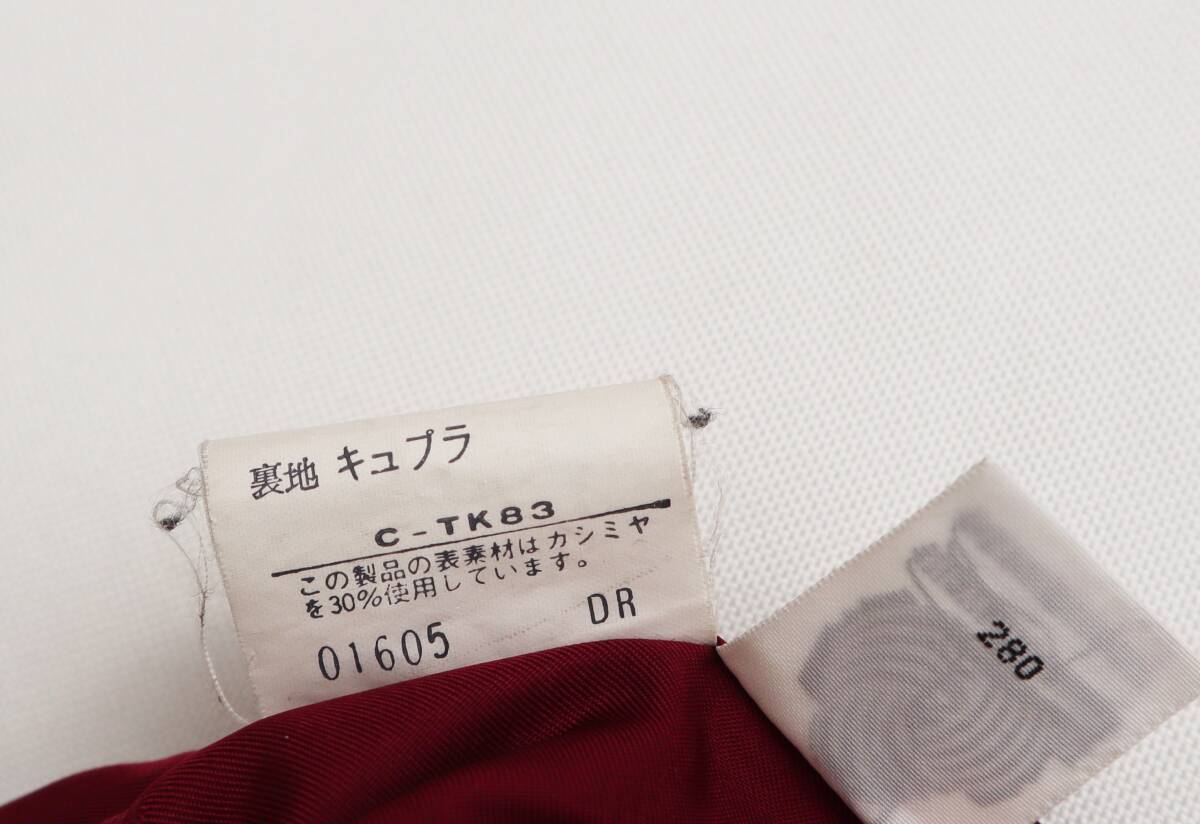 裏地 キュプラ
C-TK83
この製品の表素材はカシミヤ
を30%使用しています。
01605 DR
280